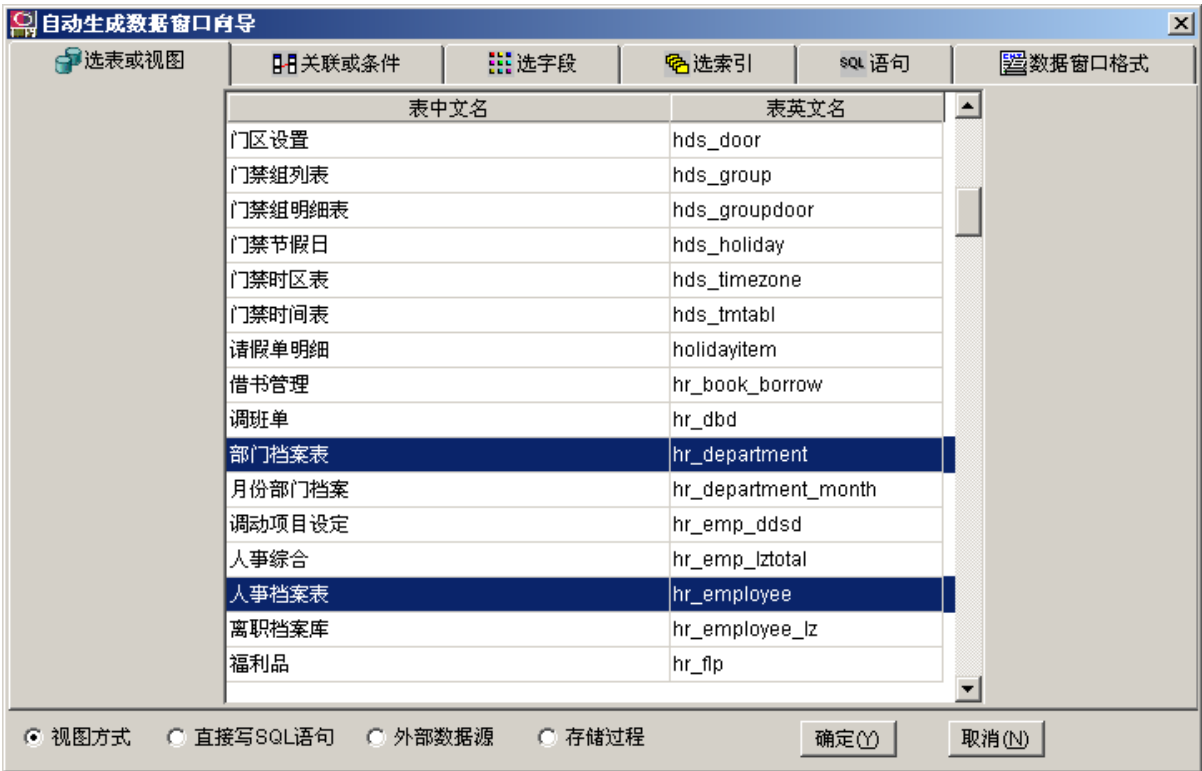 自动生成数据窗口向导
选表或视图 关联或条件 选字段 选索引 SQL 语句 数据窗口格式
表中文名 表英文名
门区设置 hds_door
门禁组列表 hds_group
门禁组明细表 hds_groupdoor
门禁节假日 hds_holiday
门禁时区表 hds_timezone
门禁时间表 hds_tmtabl
请假单明细 holidayitem
借书管理 hr_book_borrow
调班单 hr_dbd
部门档案表 hr_department
月份部门档案 hr_department_month
调动项目设定 hr_emp_ddsd
人事综合 hr_emp_lztotal
人事档案表 hr_employee
离职档案库 hr_employee_lz
福利品 hr_flp
视图方式 直接写SQL语句 外部数据源 存储过程 确定(Y) 取消(N)